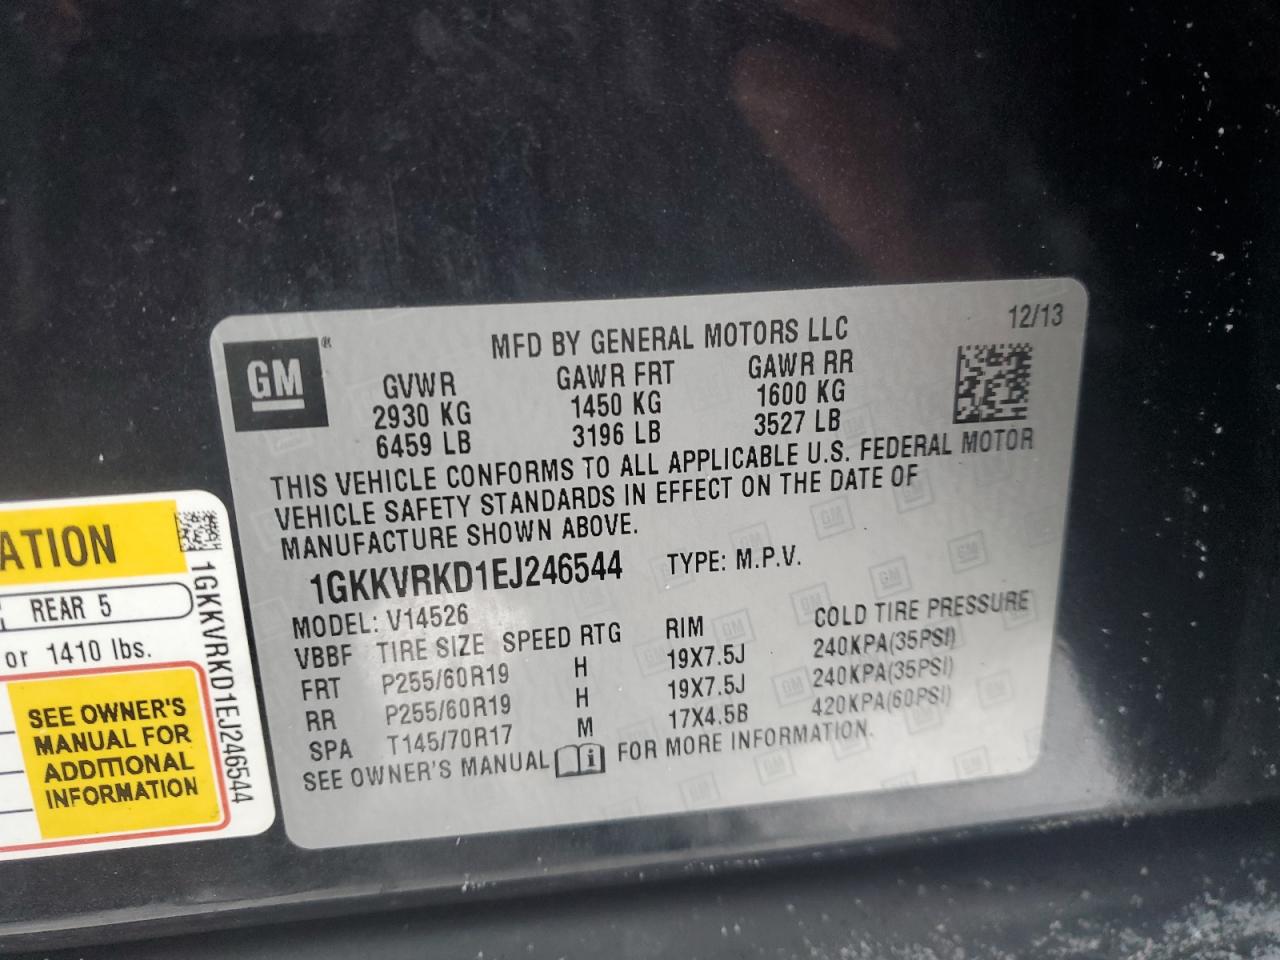 GM ®
MFD BY GENERAL MOTORS LLC
12/13
GVWR GAWR FRT GAWR RR
2930 KG 1450 KG 1600 KG
6459 LB 3196 LB 3527 LB
THIS VEHICLE CONFORMS TO ALL APPLICABLE U.S. FEDERAL MOTOR
VEHICLE SAFETY STANDARDS IN EFFECT ON THE DATE OF
MANUFACTURE SHOWN ABOVE.
1GKKVRKD1EJ246544 TYPE: M.P.V.
MODEL: V14526
VBBF TIRE SIZE SPEED RTG RIM COLD TIRE PRESSURE
FRT P255/60R19 H 19X7.5J 240KPA(35PSI)
RR P255/60R19 H 19X7.5J 240KPA(35PSI)
SPA T145/70R17 M 17X4.5B 420KPA(60PSI)
SEE OWNER'S MANUAL i FOR MORE INFORMATION.
ATION
REAR 5
or 1410 lbs.
SEE OWNER'S
MANUAL FOR
ADDITIONAL
INFORMATION
1GKKVRKD1EJ246544